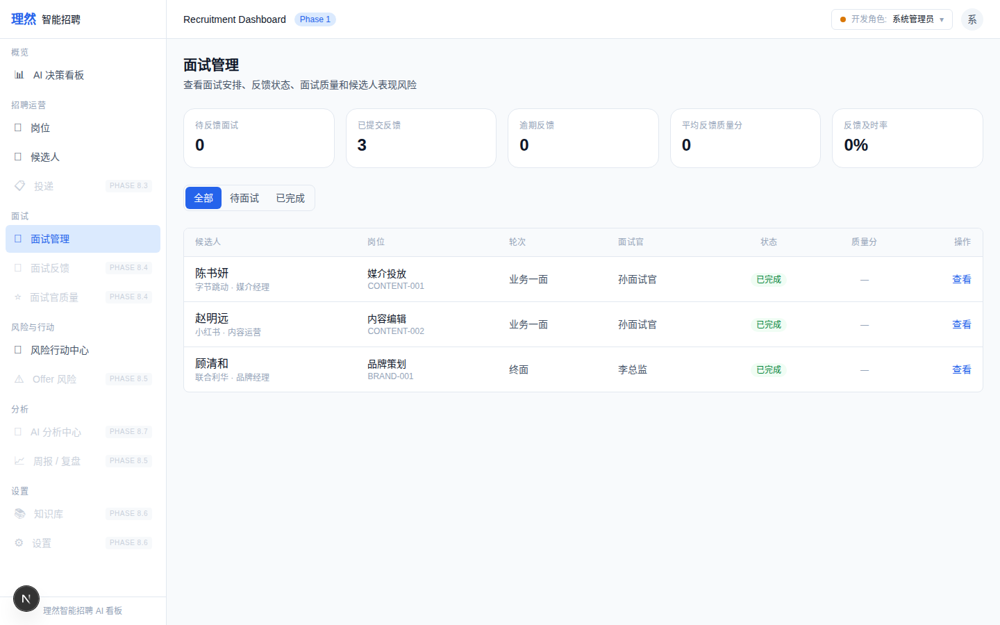 理然 智能招聘
Recruitment Dashboard Phase 1
开发角色: 系统管理员 ▾
系
概览
AI 决策看板
招聘运营
岗位
候选人
投递 PHASE 8.3
面试
面试管理
面试反馈 PHASE 8.4
面试官质量 PHASE 8.4
风险与行动
风险行动中心
Offer 风险 PHASE 8.5
分析
AI 分析中心 PHASE 8.7
周报 / 复盘 PHASE 8.5
设置
知识库 PHASE 8.6
设置 PHASE 8.6
N
理然智能招聘 AI 看板
面试管理
查看面试安排、反馈状态、面试质量和候选人表现风险
待反馈面试
0
已提交反馈
3
逾期反馈
0
平均反馈质量分
0
反馈及时率
0%
全部 待面试 已完成
候选人 岗位 轮次 面试官 状态 质量分 操作
陈书妍 媒介投放 业务一面 孙面试官 已完成 — 查看
字节跳动 · 媒介经理 CONTENT-001
赵明远 内容编辑 业务一面 孙面试官 已完成 — 查看
小红书 · 内容运营 CONTENT-002
顾清和 品牌策划 终面 李总监 已完成 — 查看
联合利华 · 品牌经理 BRAND-001